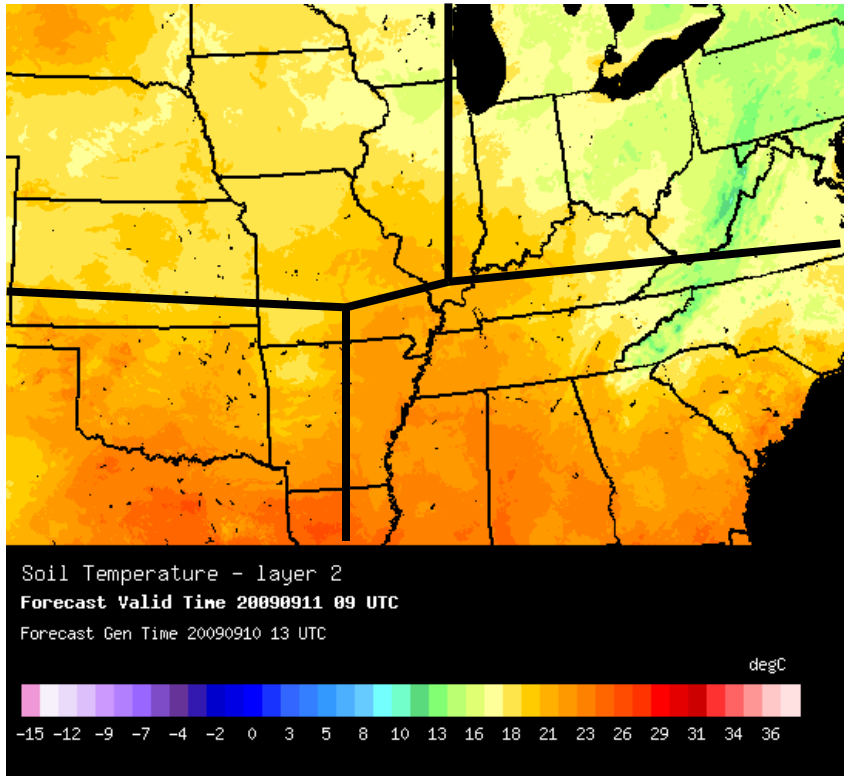 Soil Temperature - layer 2
Forecast Valid Time 20090911 09 UTC
Forecast Gen Time 20090910 13 UTC
degC
-15 -12 -9 -7 -4 -2 0 3 5 8 10 13 16 18 21 23 26 29 31 34 36